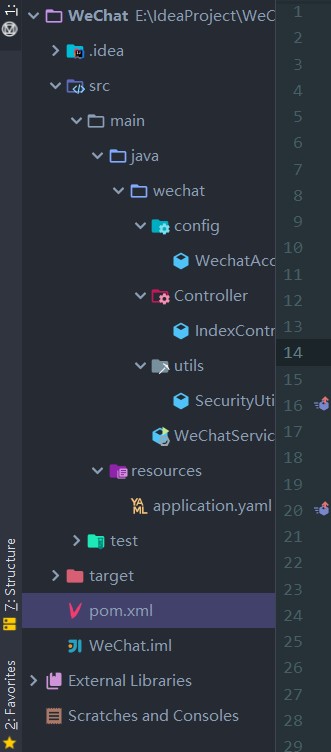 1:
WeChat E:\IdeaProject\WeC
.idea
src
main
java
wechat
config
WechatAcc
Controller
IndexContr
utils
SecurityUti
WeChatServic
resources
YAML application.yaml
test
target
pom.xml
WeChat.iml
External Libraries
Scratches and Consoles
7: Structure
2: Favorites
1
2
3
4
5
6
7
8
9
10
11
12
13
14
15
16
17
18
19
20
21
22
23
24
25
26
27
28
29